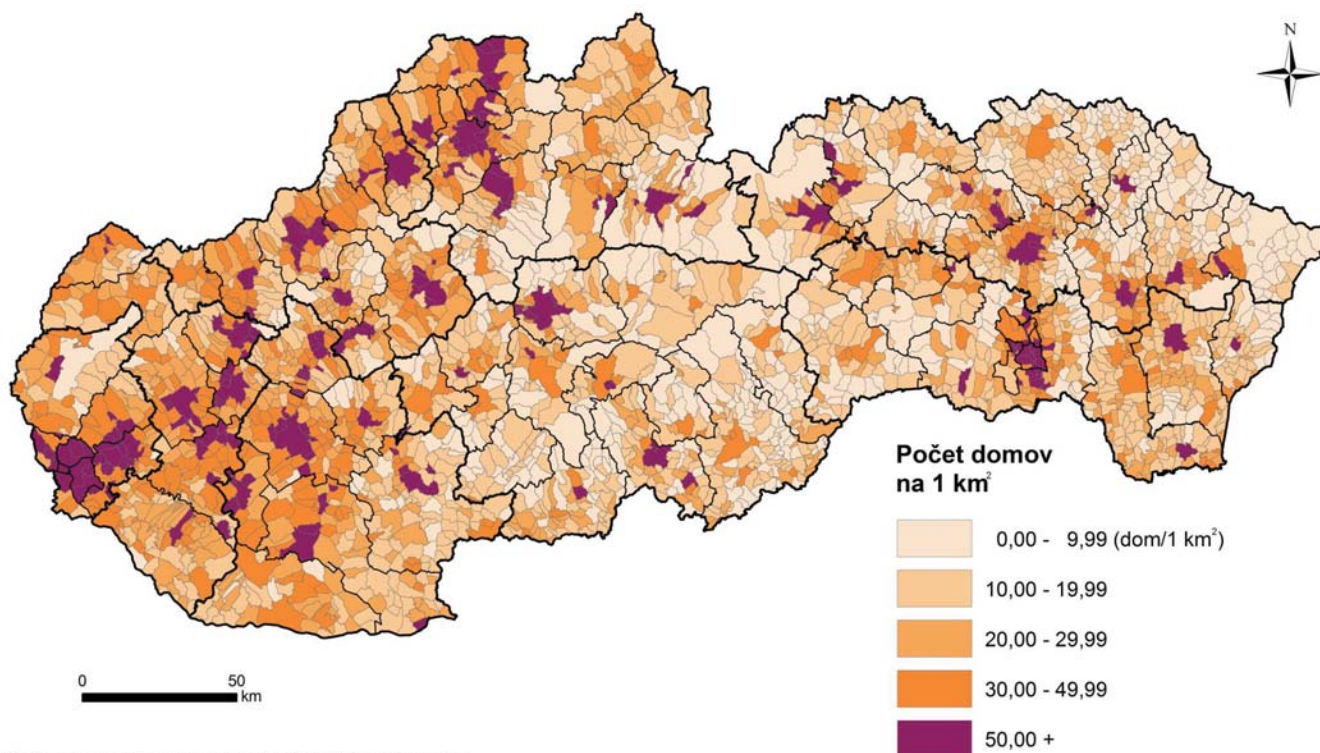 N
Počet domov
na 1 km²
0,00 - 9,99 (dom/1 km²)
10,00 - 19,99
20,00 - 29,99
30,00 - 49,99
50,00 +
0 50
km